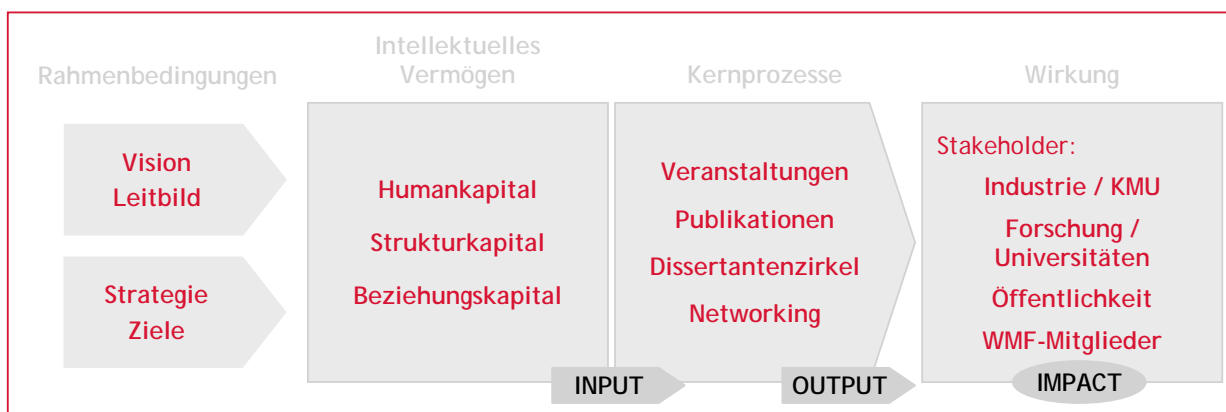 Rahmenbedingungen
Intellektuelles
Vermögen
Kernprozesse
Wirkung
Vision
Leitbild
Strategie
Ziele
Humankapital
Strukturkapital
Beziehungskapital
Veranstaltungen
Publikationen
Dissertantenzirkel
Networking
Stakeholder:
Industrie / KMU
Forschung /
Universitäten
Öffentlichkeit
WMF-Mitglieder
INPUT
OUTPUT
IMPACT